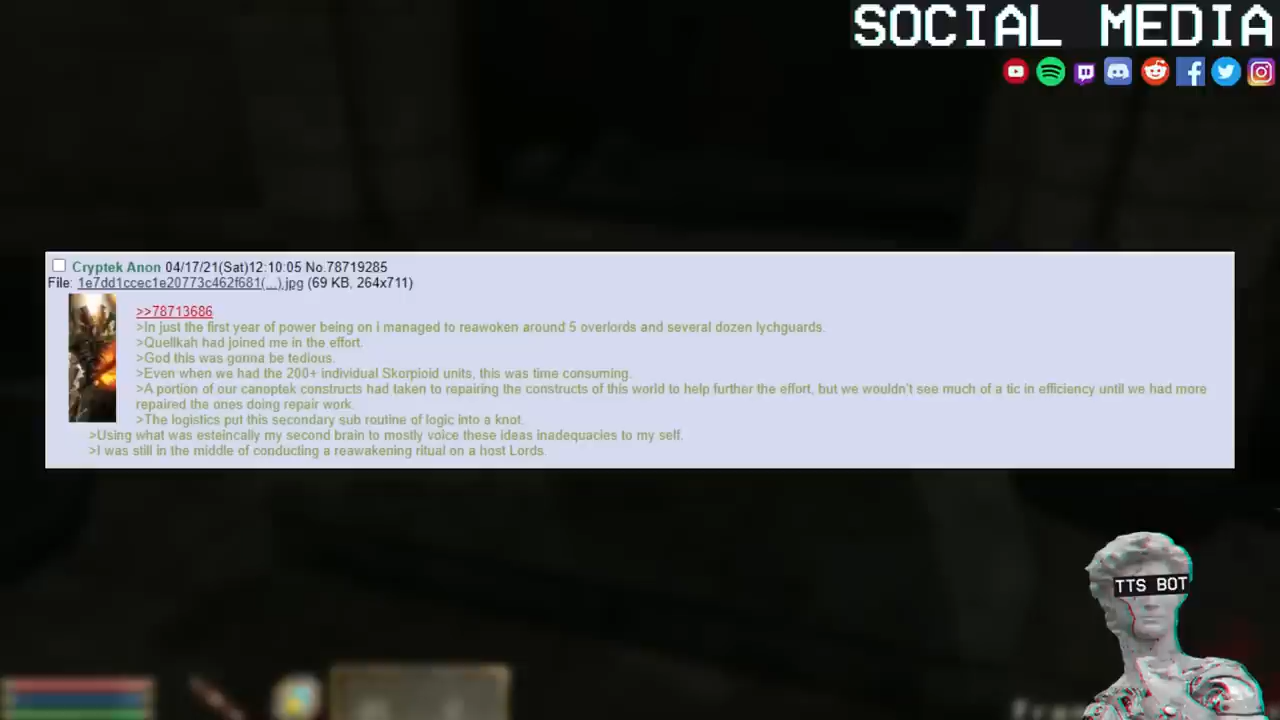 SOCIAL MEDIA
Cryptek Anon 04/17/21(Sat)12:10:05 No.78719285
File: 1e7dd1ccec1e20773c462f681(...).jpg (69 KB, 264x711)
>>78713686
>In just the first year of power being on i managed to reawoken around 5 overlords and several dozen lychguards.
>Quellkah had joined me in the effort.
>God this was gonna be tedious.
>Even when we had the 200+ individual Skorpioid units, this was time consuming.
>A portion of our canoptek constructs had taken to repairing the constructs of this world to help further the effort, but we wouldn't see much of a tic in efficiency until we had more
repaired the ones doing repair work.
>The logistics put this secondary sub routine of logic into a knot.
>Using what was esteincally my second brain to mostly voice these ideas inadequacies to my self.
>I was still in the middle of conducting a reawakening ritual on a host Lords.
TTS BOT